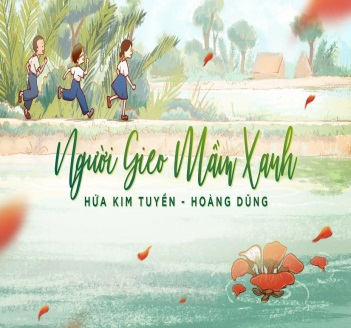 Người Gieo Mầm Xanh
HỨA KIM TUYỀN - HOÀNG DŨNG